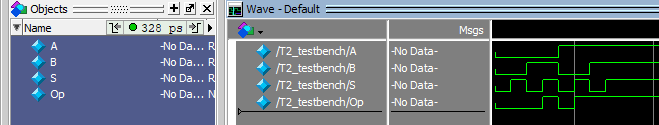 Objects
Name 328 ps
A -No Da... R
B -No Da... R
S -No Da... R
Op -No Da... N
Wave - Default
Msgs
/T2_testbench/A -No Data-
/T2_testbench/B -No Data-
/T2_testbench/S -No Data-
/T2_testbench/Op -No Data-